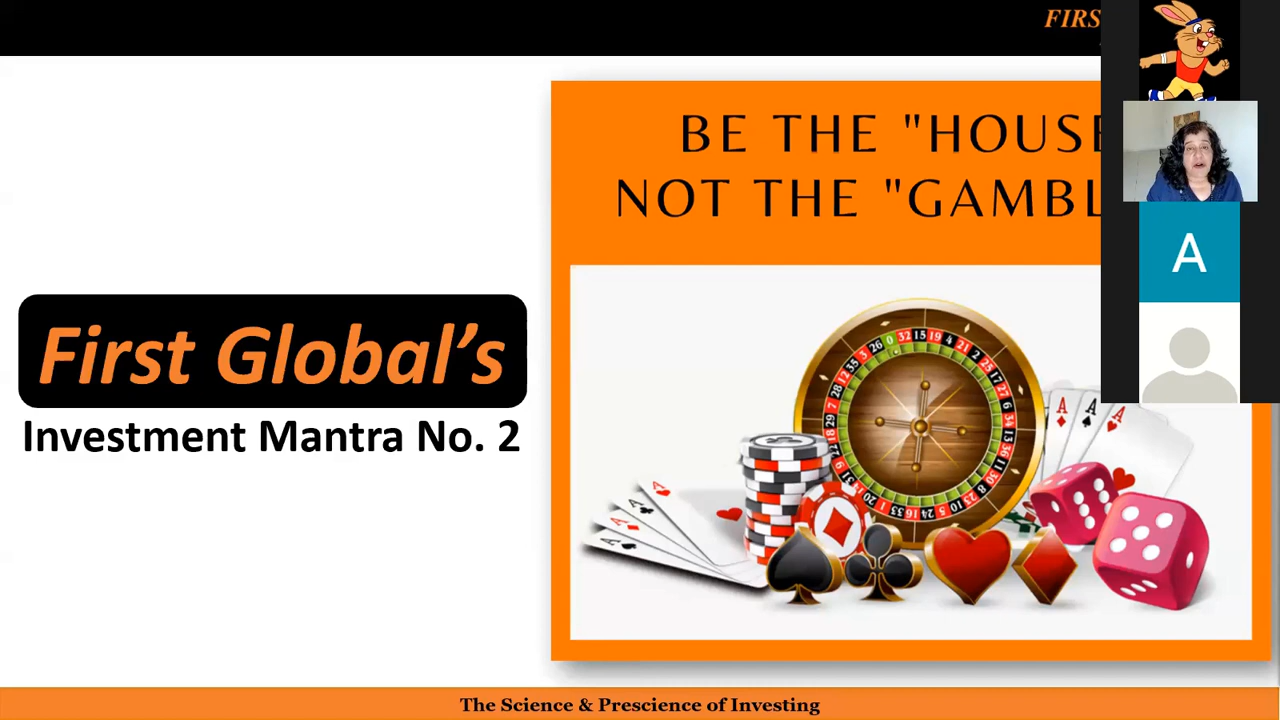 FIRS
BE THE "HOUSE
NOT THE "GAMBL
First Global's
Investment Mantra No. 2
A
The Science & Prescience of Investing